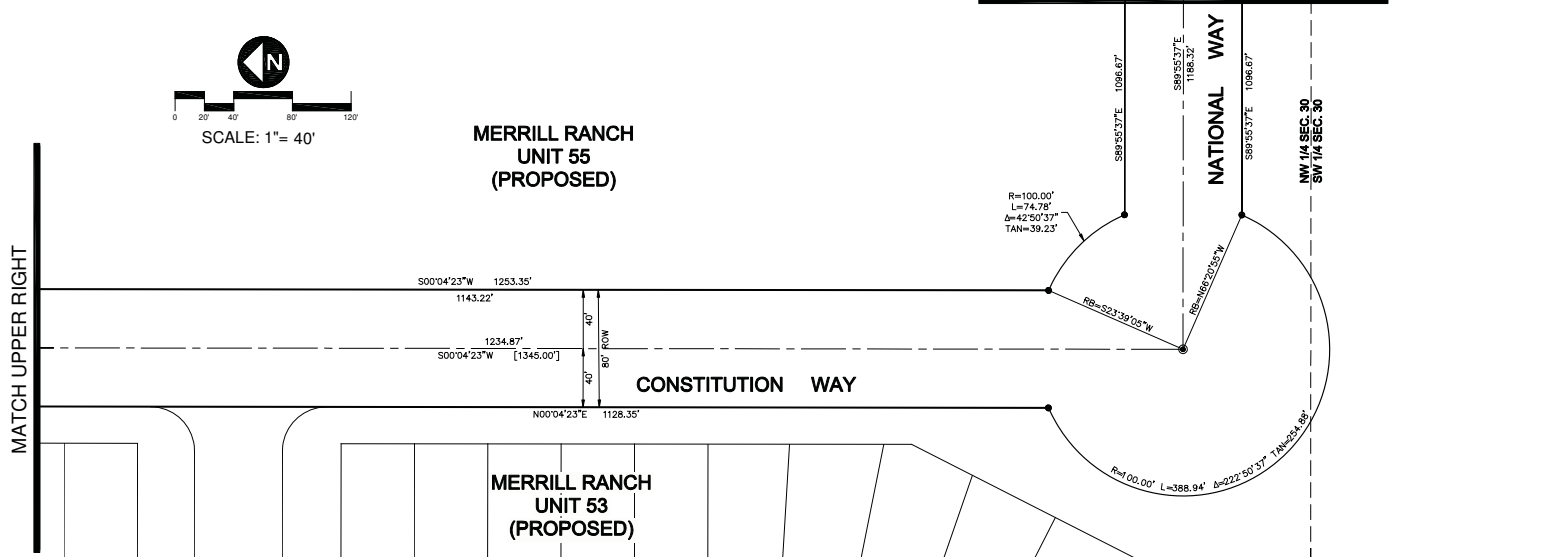 N
0 20' 40' 80' 120'
SCALE: 1"= 40'
MERRILL RANCH
UNIT 55
(PROPOSED)
MATCH UPPER RIGHT
S00°04'23"W 1253.35'
1143.22'
1234.87'
S00°04'23"W [1345.00']
40'
40'
80' ROW
CONSTITUTION WAY
N00°04'23"E 1128.35'
MERRILL RANCH
UNIT 53
(PROPOSED)
R=100.00'
L=74.78'
Δ=42°50'37"
TAN=39.23'
S89°55'37"E 1096.67'
S89°55'37"E
1188.32'
NATIONAL WAY
S89°55'37"E 1096.67'
NW 1/4 SEC. 30
SW 1/4 SEC. 30
RB=S23°39'05"W
RB=N66°20'55"W
R=100.00' L=388.94' Δ=222°50'37" TAN=254.88'